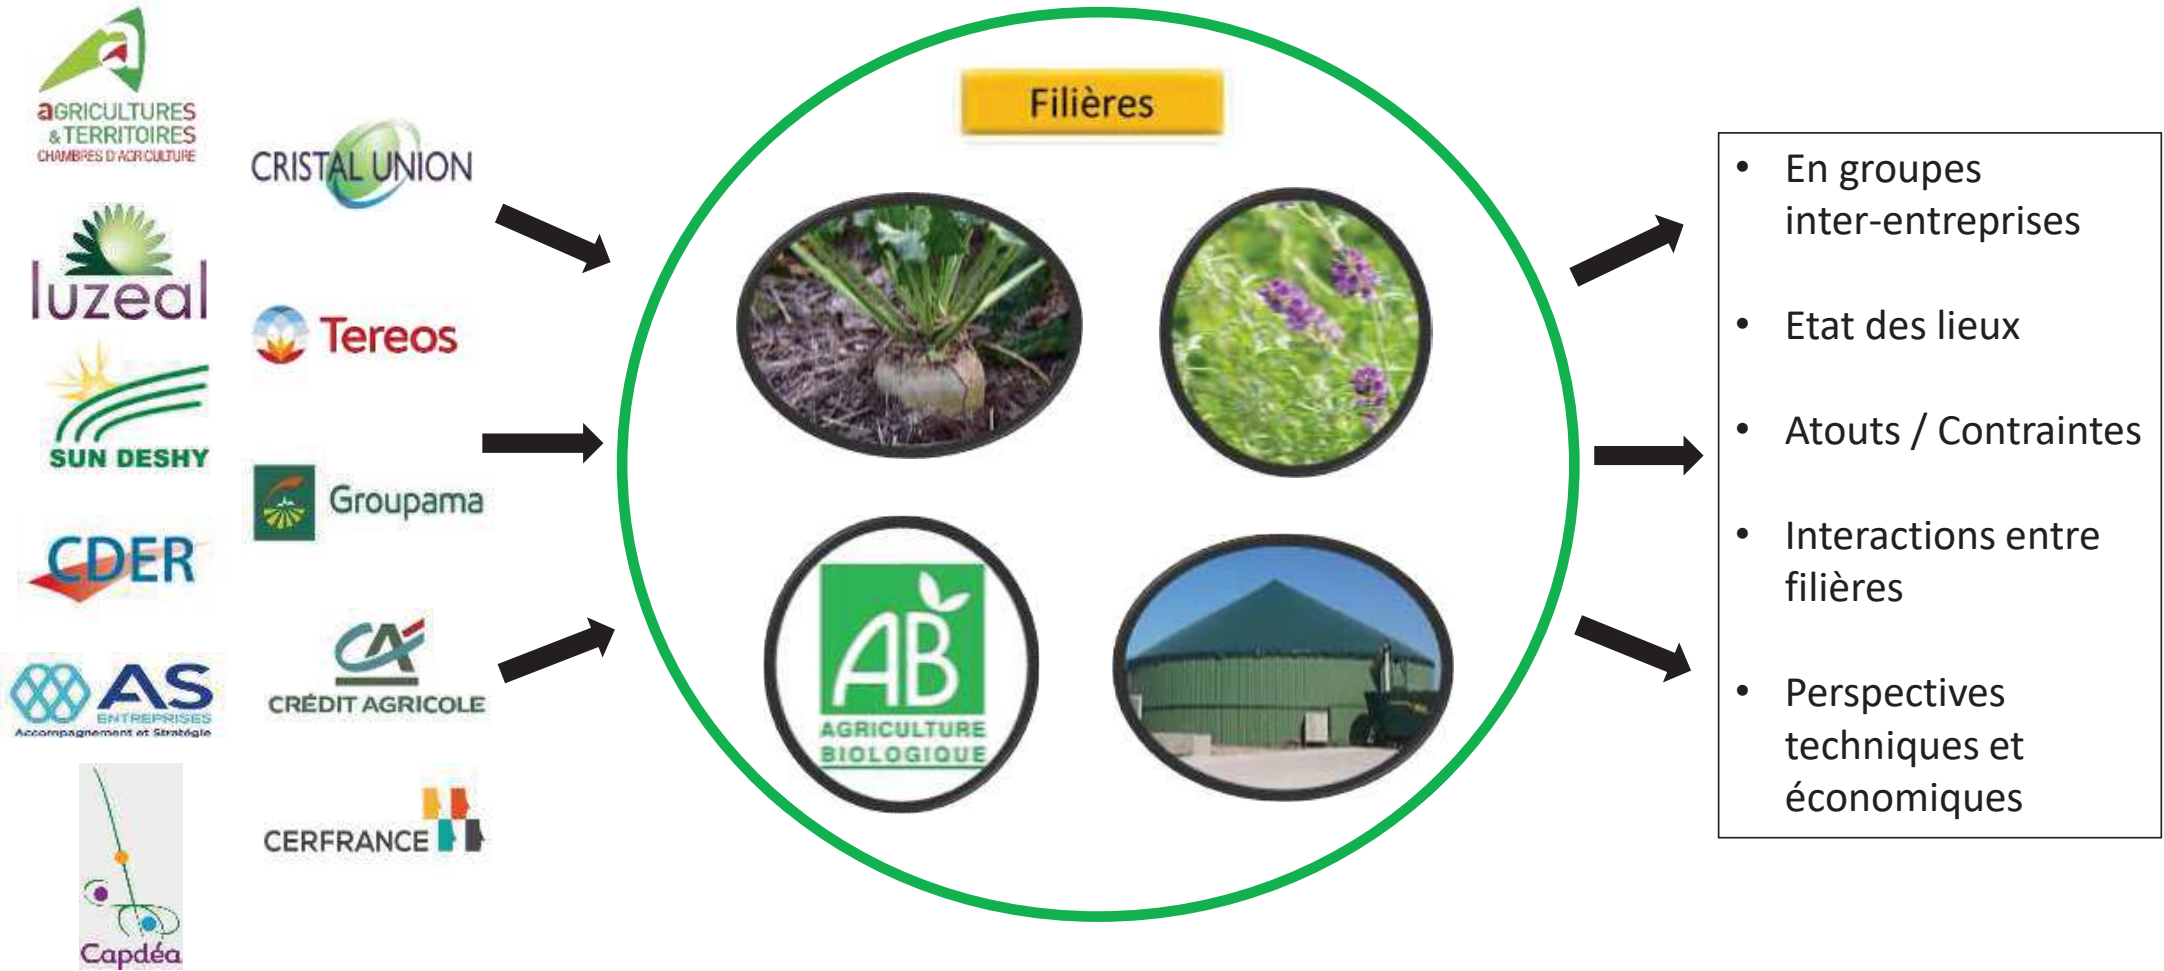 aGRICULTURES
& TERRITOIRES
CHAMBRES D'AGRICULTURE
luzeal
SUN DESHY
CDER
AS
ENTREPRISES
Accompagnement et Stratégie
Capdéa
CRISTAL UNION
Tereos
Groupama
CA
CRÉDIT AGRICOLE
CERFRANCE
Filières
AB
AGRICULTURE
BIOLOGIQUE
• En groupes
inter-entreprises
• Etat des lieux
• Atouts / Contraintes
• Interactions entre
filières
• Perspectives
techniques et
économiques